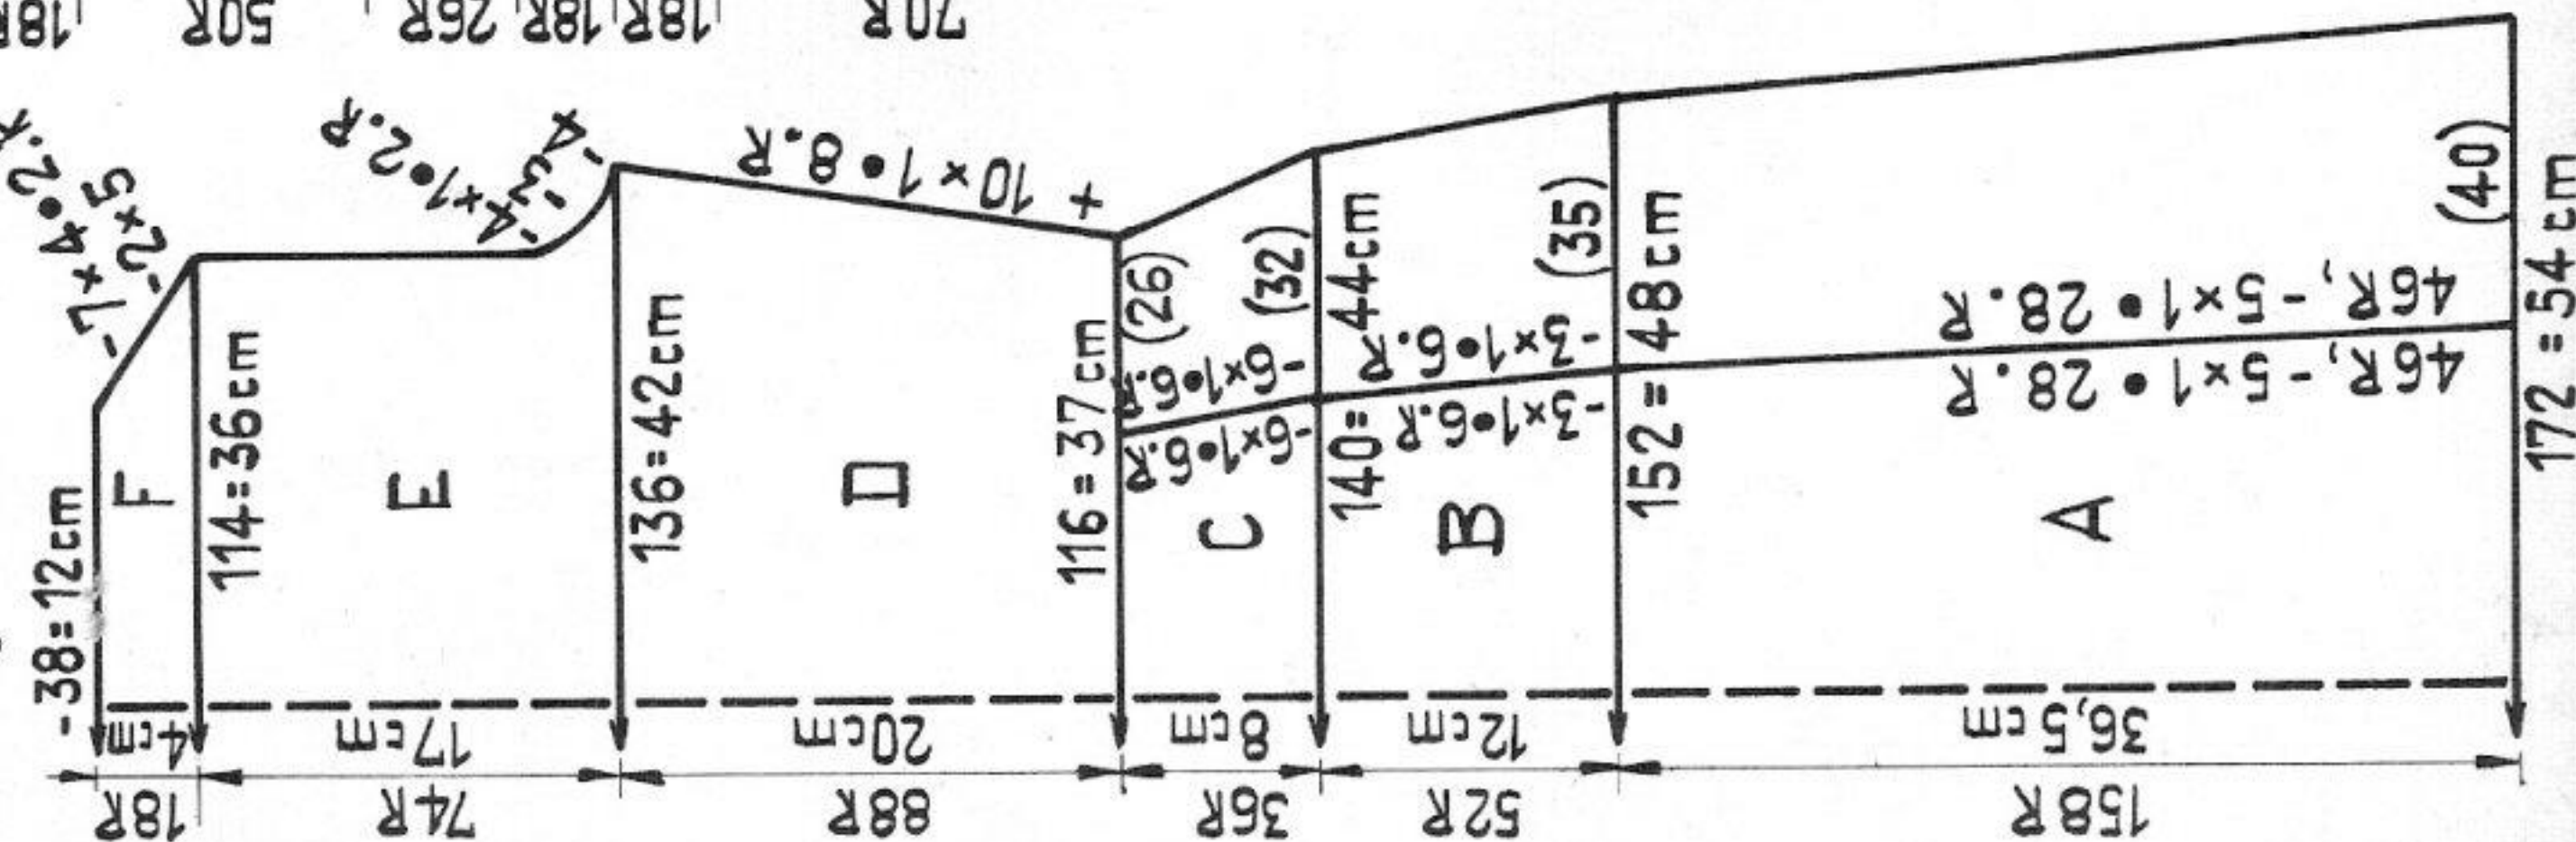 18R 50R 26R 18R 18R 70R
-7×4•2.R
-2×5
-4×1•2.R
-3
-4
+ 10×1•8.R
-38=12cm
F
114=36cm
E
136=42cm
D
116=37cm
(26)
-6×1•6.R
-6×1•6.R
C
(32)
140=44cm
-3×1•6.R
-3×1•6.R
B
(35)
152=48cm
46R, -5×1•28.R
46R, -5×1•28.R
A
(40)
172=54cm
4cm 17cm 20cm 8cm 12cm 36,5cm
18R 74R 88R 36R 52R 158R